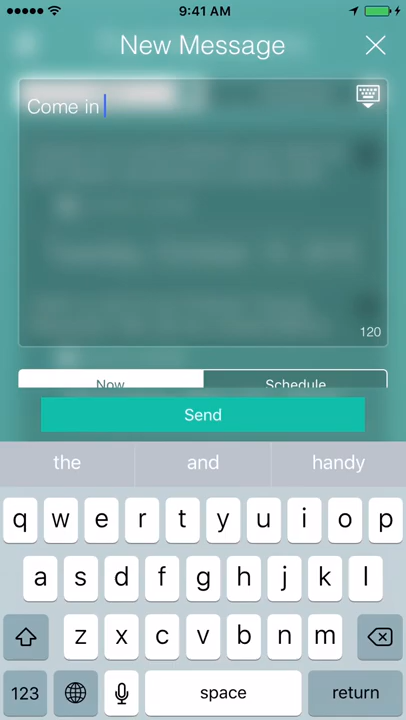 9:41 AM
New Message
Come in
120
Now
Schedule
Send
the and handy
q w e r t y u i o p
a s d f g h j k l
z x c v b n m
123 space return